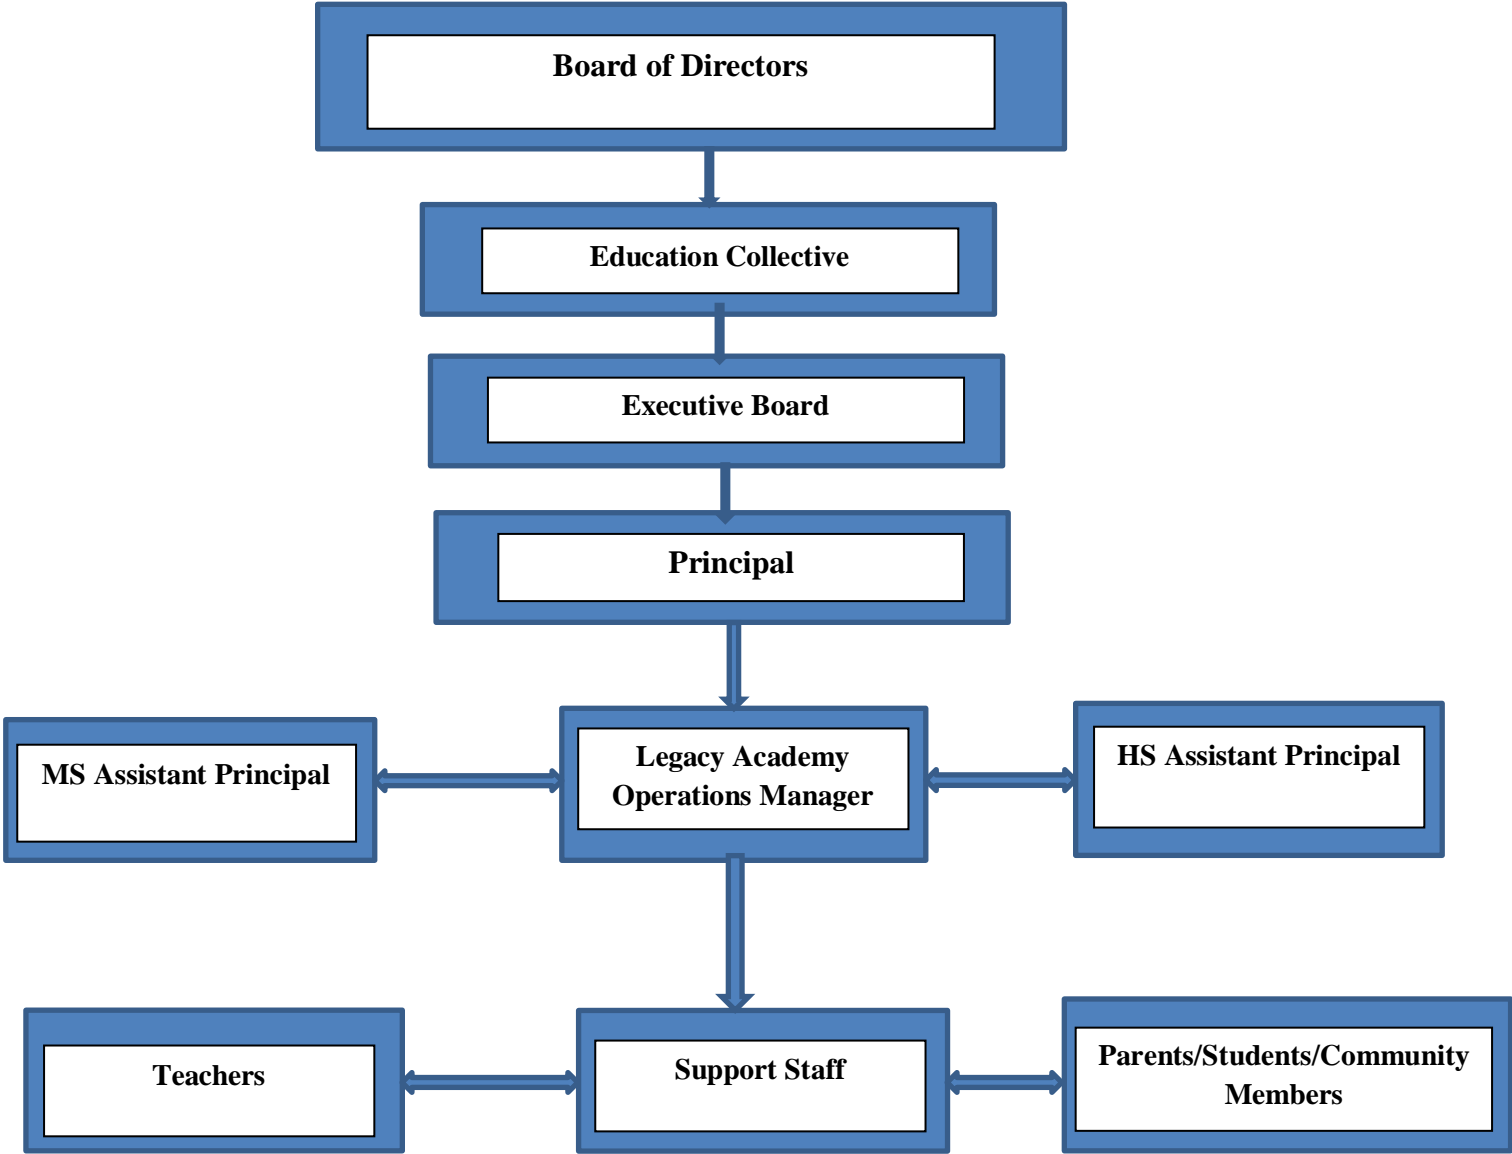 Board of Directors
Education Collective
Executive Board
Principal
MS Assistant Principal
Legacy Academy
Operations Manager
HS Assistant Principal
Teachers
Support Staff
Parents/Students/Community
Members